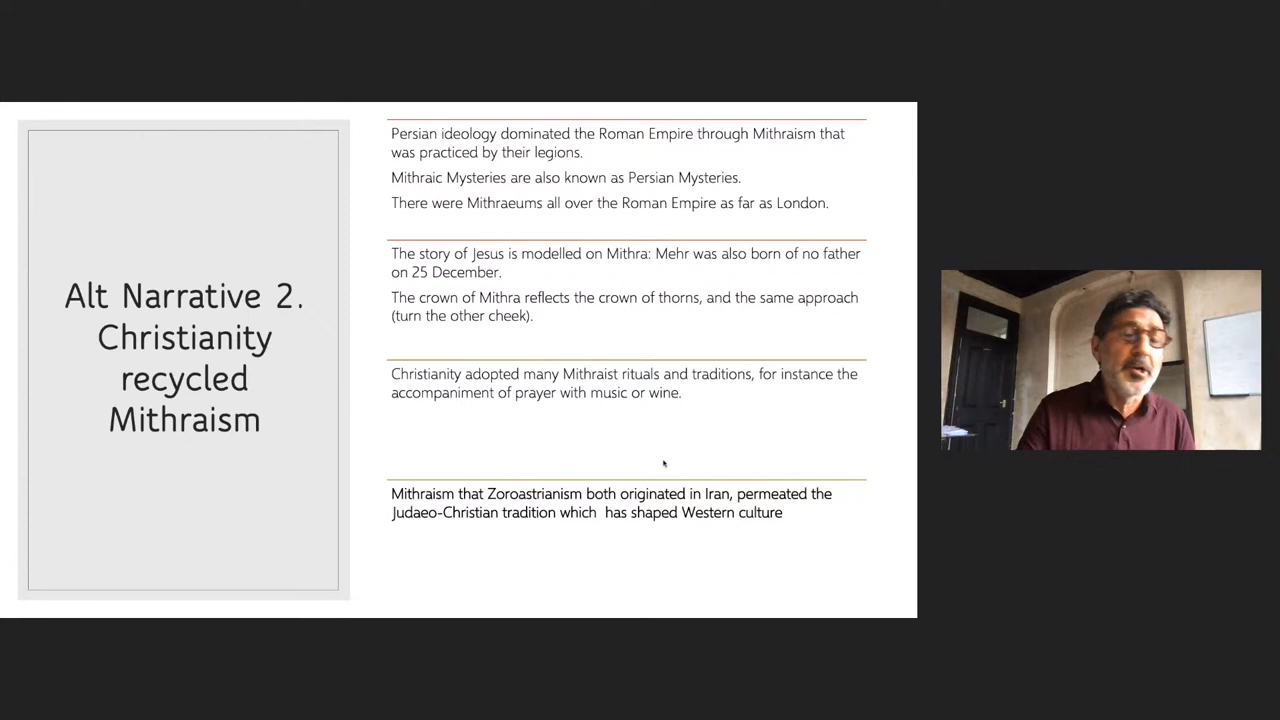 Alt Narrative 2.
Christianity
recycled
Mithraism
Persian ideology dominated the Roman Empire through Mithraism that
was practiced by their legions.
Mithraic Mysteries are also known as Persian Mysteries.
There were Mithraeums all over the Roman Empire as far as London.
The story of Jesus is modelled on Mithra: Mehr was also born of no father
on 25 December.
The crown of Mithra reflects the crown of thorns, and the same approach
(turn the other cheek).
Christianity adopted many Mithraist rituals and traditions, for instance the
accompaniment of prayer with music or wine.
Mithraism that Zoroastrianism both originated in Iran, permeated the
Judaeo-Christian tradition which has shaped Western culture